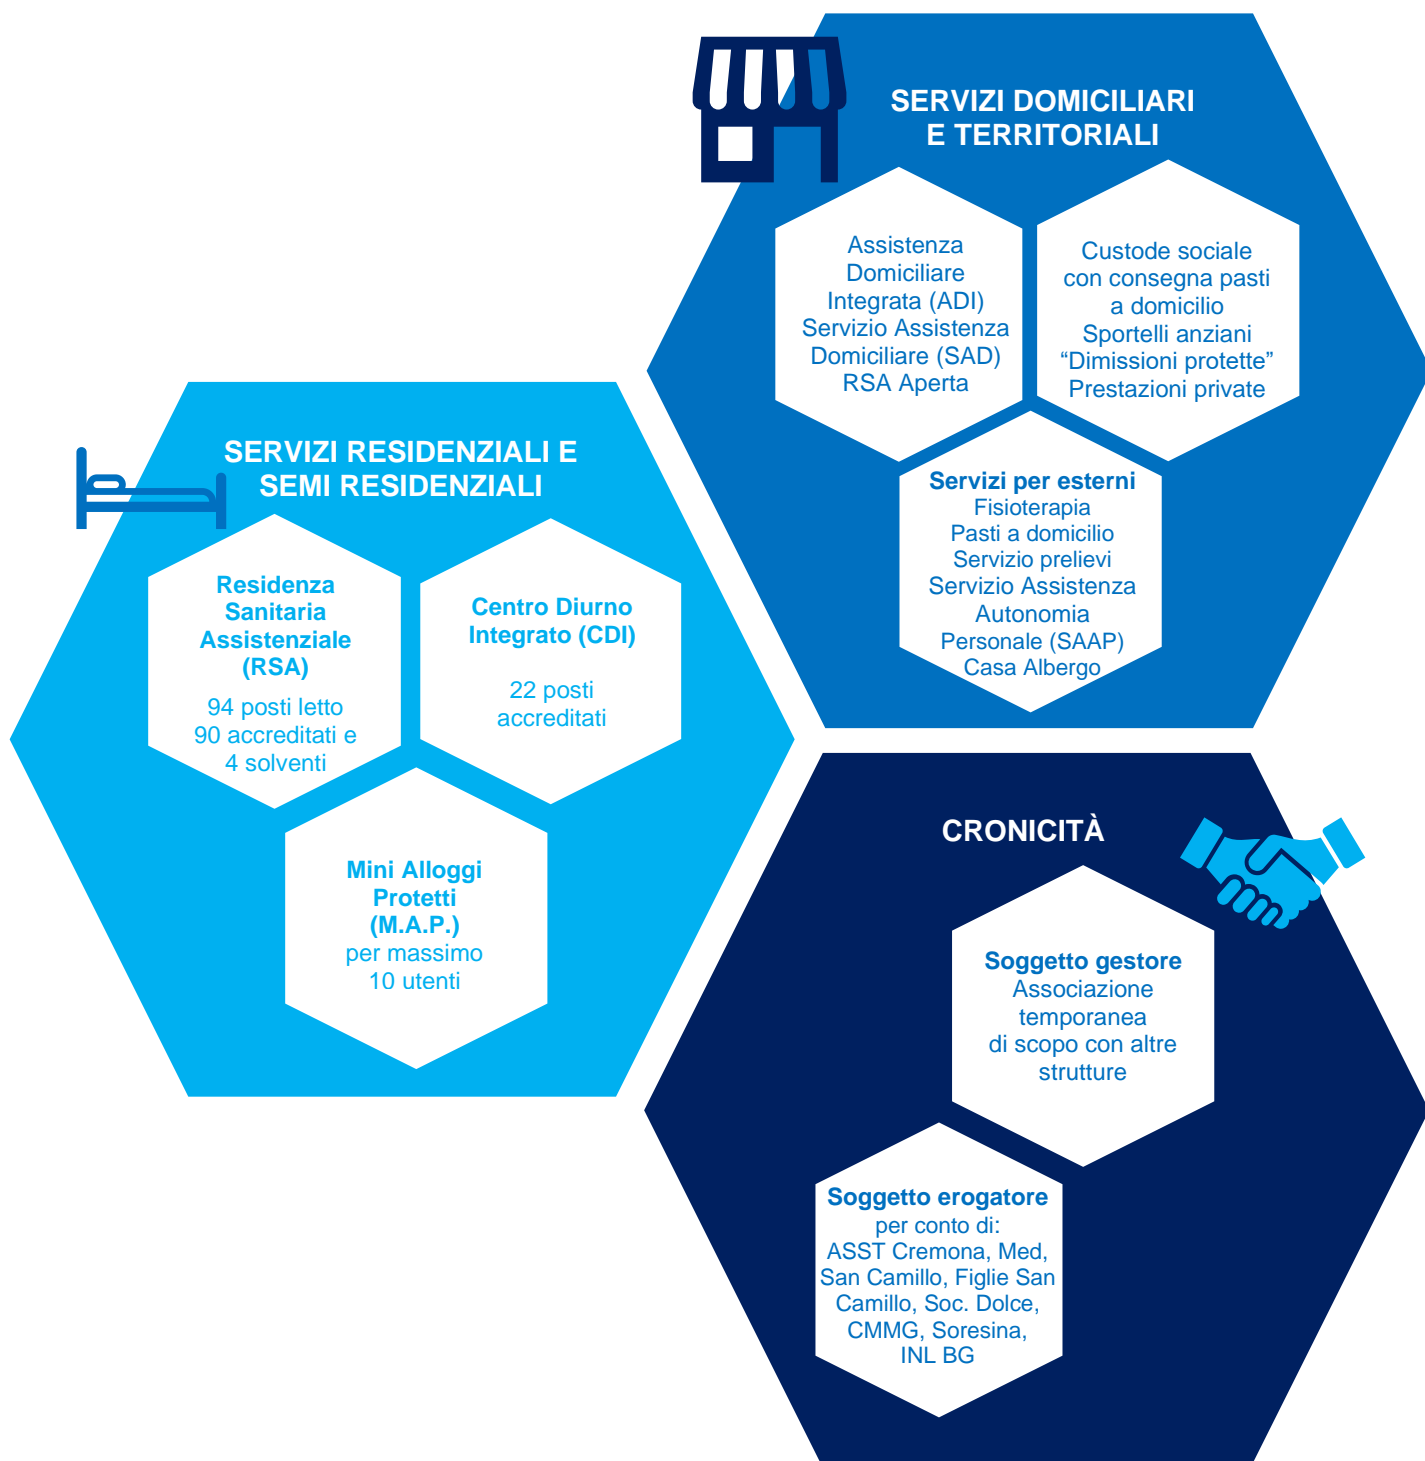 SERVIZI DOMICILIARI
E TERRITORIALI
Assistenza
Domiciliare
Integrata (ADI)
Servizio Assistenza
Domiciliare (SAD)
RSA Aperta
Custode sociale
con consegna pasti
a domicilio
Sportelli anziani
“Dimissioni protette”
Prestazioni private
Servizi per esterni
Fisioterapia
Pasti a domicilio
Servizio prelievi
Servizio Assistenza
Autonomia
Personale (SAAP)
Casa Albergo
SERVIZI RESIDENZIALI E
SEMI RESIDENZIALI
Residenza
Sanitaria
Assistenziale
(RSA)
94 posti letto
90 accreditati e
4 solventi
Centro Diurno
Integrato (CDI)
22 posti
accreditati
Mini Alloggi
Protetti
(M.A.P.)
per massimo
10 utenti
CRONICITÀ
Soggetto gestore
Associazione
temporanea
di scopo con altre
strutture
Soggetto erogatore
per conto di:
ASST Cremona, Med,
San Camillo, Figlie San
Camillo, Soc. Dolce,
CMMG, Soresina,
INL BG